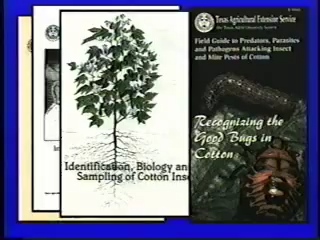 Texas Agricultural Extension Service
Field Guide to Predators, Parasites
and Pathogens Attacking Insect
and Mite Pests of Cotton
Recognizing the
Good Bugs in
Cotton
Identification, Biology an
Sampling of Cotton Inse